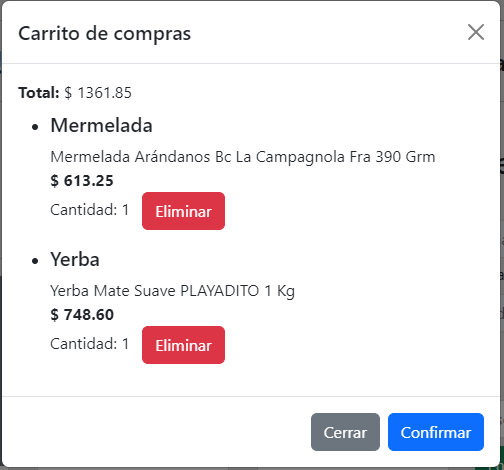 Carrito de compras
Total: $ 1361.85
Mermelada
Mermelada Arándanos Bc La Campagnola Fra 390 Grm
$ 613.25
Cantidad: 1 Eliminar
Yerba
Yerba Mate Suave PLAYADITO 1 Kg
$ 748.60
Cantidad: 1 Eliminar
Cerrar Confirmar